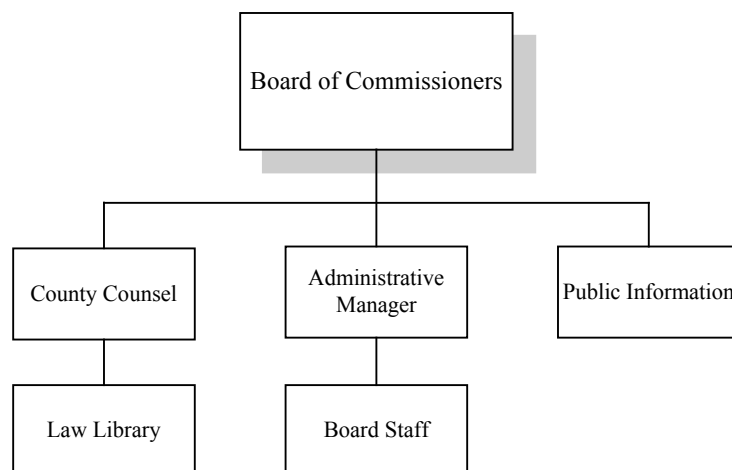 Board of Commissioners
County Counsel
Administrative
Manager
Public Information
Law Library
Board Staff